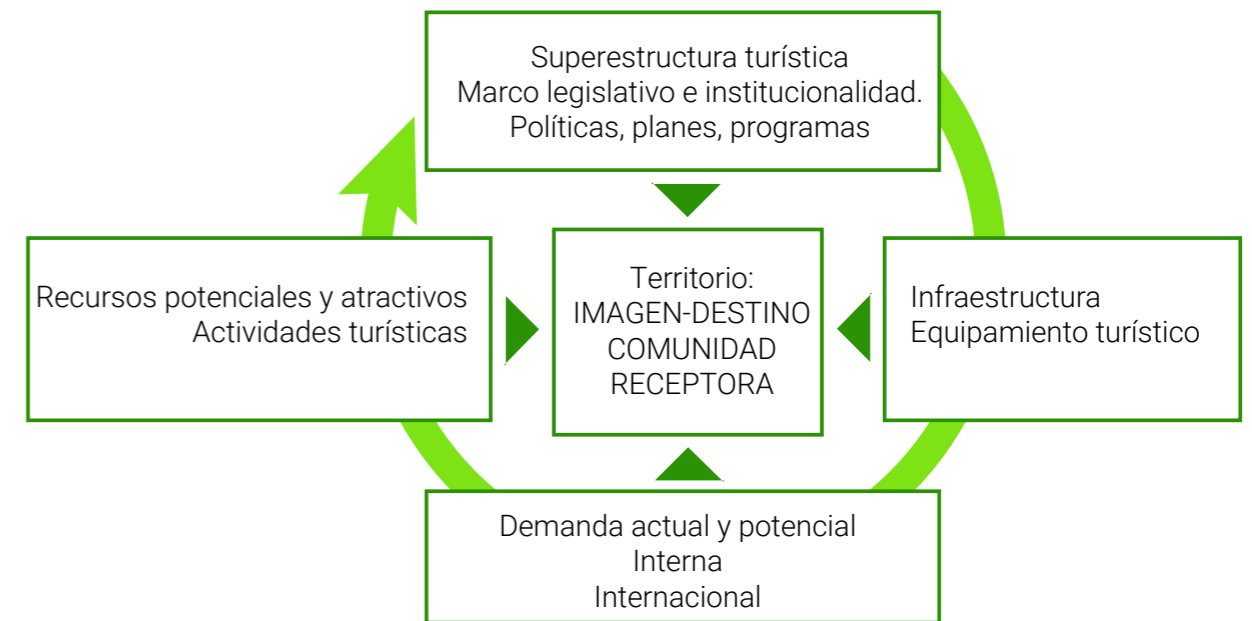 Superestructura turística
Marco legislativo e institucionalidad.
Políticas, planes, programas
Recursos potenciales y atractivos
Actividades turísticas
Territorio:
IMAGEN-DESTINO
COMUNIDAD
RECEPTORA
Infraestructura
Equipamiento turístico
Demanda actual y potencial
Interna
Internacional